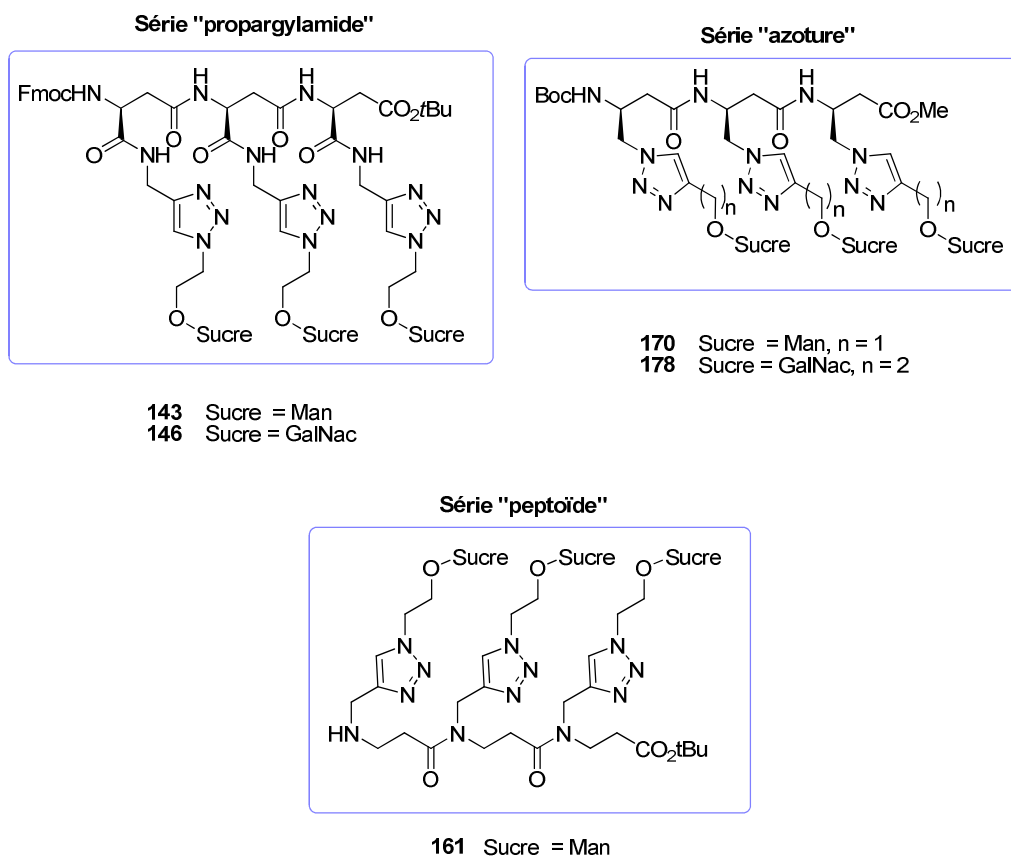 Série "propargylamide"
Série "azoture"
FmocHN
H
N
O
H
N
O
CO2tBu
O
NH
O
NH
O
NH
N
N
N
N
N
N
N
N
N
O
Sucre
O
Sucre
O
Sucre
BocHN
H
N
O
H
N
O
CO2Me
N
N
N
( )n
O
Sucre
N
N
N
( )n
O
Sucre
N
N
N
( )n
O
Sucre
170 Sucre = Man, n = 1
178 Sucre = GalNac, n = 2
143 Sucre = Man
146 Sucre = GalNac
Série "peptoïde"
O Sucre
O Sucre
O Sucre
N
N
N
N
N
N
N
N
N
HN
O
N
O
N
CO2tBu
161 Sucre = Man